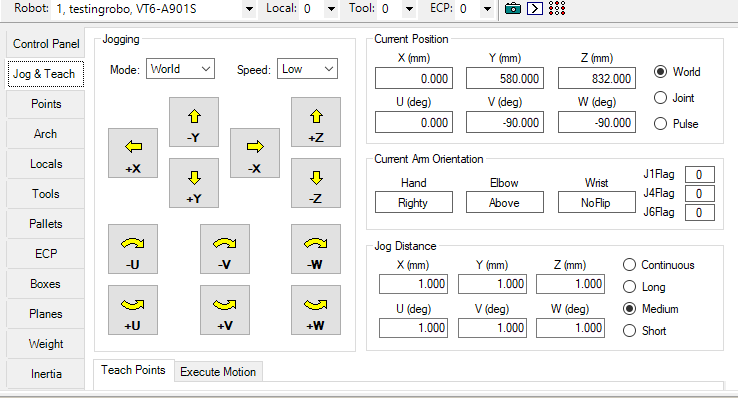 Robot: 1, testingrobo, VT6-A901S Local: 0 Tool: 0 ECP: 0
Control Panel
Jog & Teach
Points
Arch
Locals
Tools
Pallets
ECP
Boxes
Planes
Weight
Inertia
Jogging
Mode: World Speed: Low
-Y +Z
+X -X
+Y -Z
-U -V -W
+U +V +W
Current Position
X (mm) Y (mm) Z (mm)
0.000 580.000 832.000
U (deg) V (deg) W (deg)
0.000 -90.000 -90.000
World
Joint
Pulse
Current Arm Orientation
Hand Elbow Wrist
Righty Above NoFlip
J1Flag 0
J4Flag 0
J6Flag 0
Jog Distance
X (mm) Y (mm) Z (mm)
1.000 1.000 1.000
U (deg) V (deg) W (deg)
1.000 1.000 1.000
Continuous
Long
Medium
Short
Teach Points Execute Motion